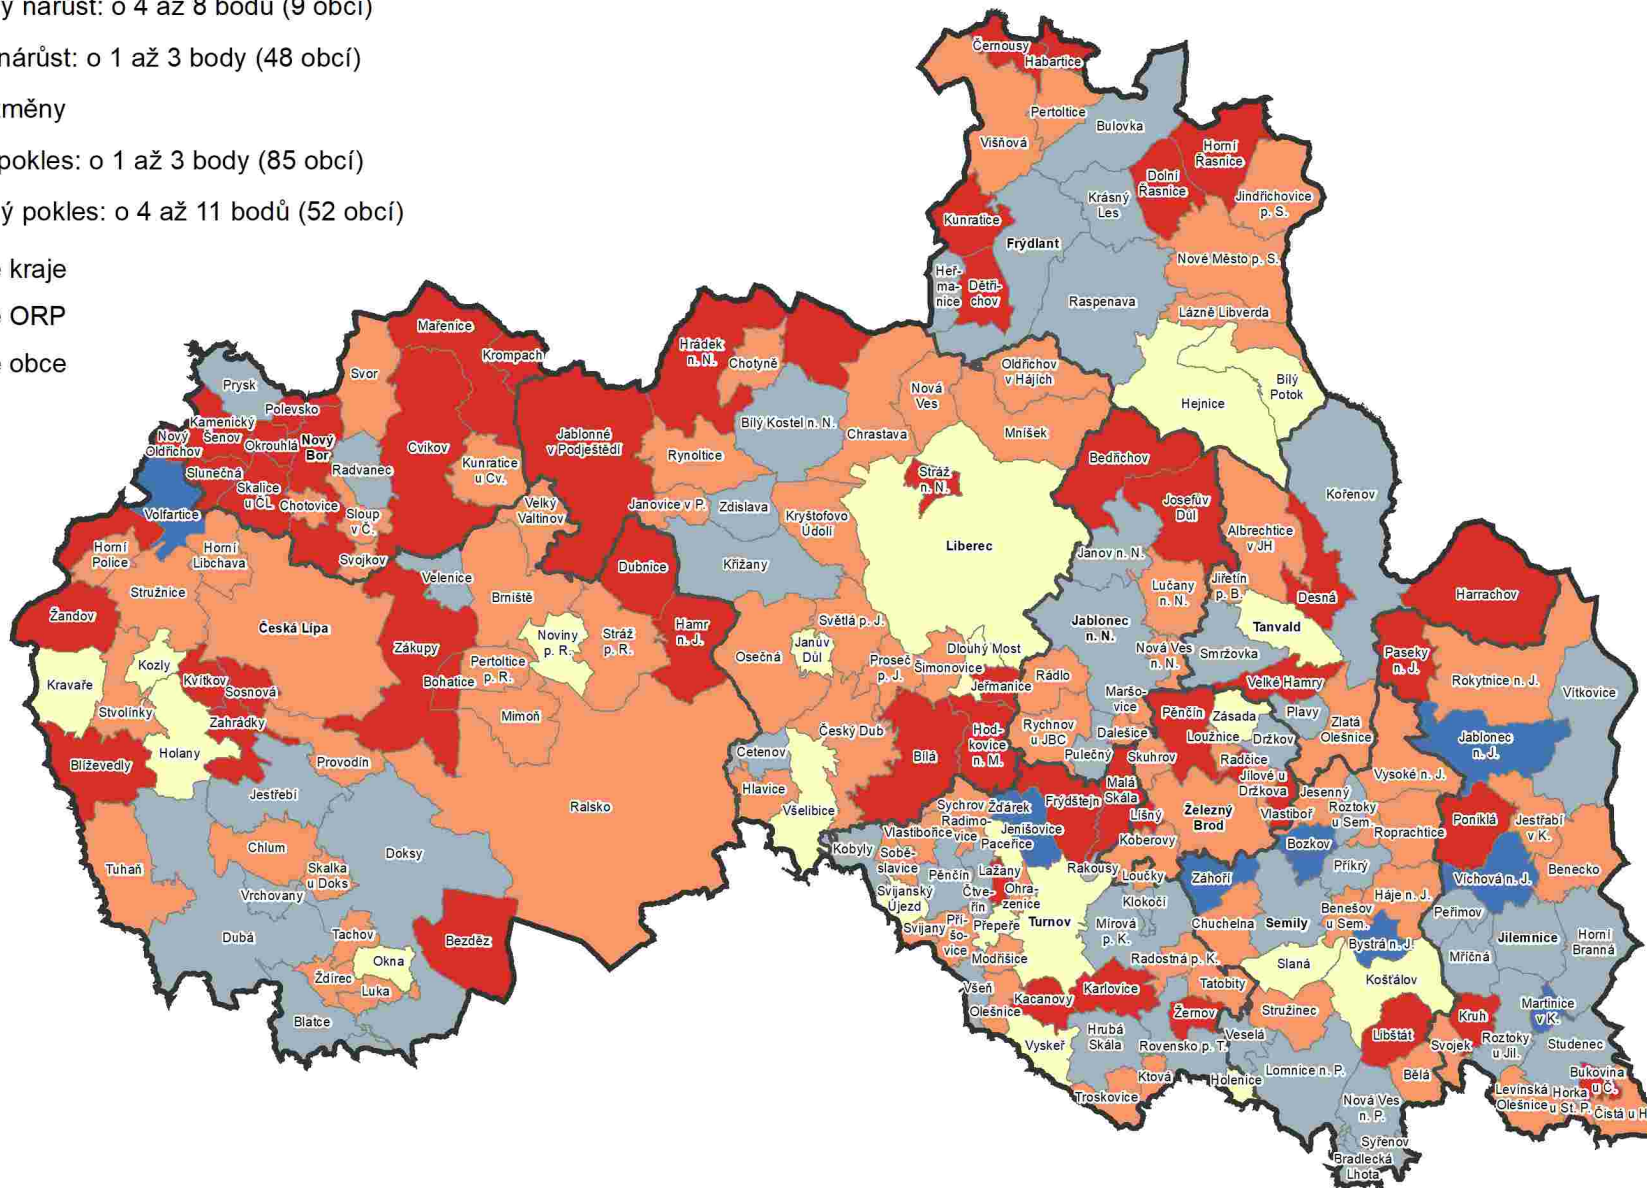 ý nárůst: o 4 až 8 bodů (9 obcí)
nárůst: o 1 až 3 body (48 obcí)
měny
pokles: o 1 až 3 body (85 obcí)
ý pokles: o 4 až 11 bodů (52 obcí)
kraje
ORP
obce
Černousy
Habartice
Pertoltice
Bulovka
Višňová
Horní
Řasnice
Dolní
Řasnice
Krásný
Les
Jindřichovice
p. S.
Kunratice
Frýdlant
Nové Město p. S.
Heř-
ma-
nice
Dětři-
chov
Raspenava
Lázně Libverda
Mařenice
Krompach
Hrádek
n. N.
Chotyně
Oldřichov
v Hájích
Svor
Nová
Ves
Bílý
Potok
Hejnice
Prysk
Polevsko
Kamenický
Šenov
Nový
Oldřichov
Okrouhlá
Nový
Bor
Cvikov
Jablonné
v Podještědí
Bílý Kostel n. N.
Chrastava
Mníšek
Rynoltice
Kunratice
u Cv.
Radvanec
Slunečná
Skalice
u ČL
Chotovice
Sloup
v Č.
Volfartice
Velký
Valtinov
Janovice v P.
Zdislava
Kryštofovo
Údolí
Stráž
n. N.
Bedřichov
Josefův
Důl
Kořenov
Albrechtice
v JH
Liberec
Janov n. N.
Horní
Police
Horní
Libchava
Svojkov
Velenice
Dubnice
Křižany
Lučany
n. N.
Jiřetín
p. B.
Desná
Harrachov
Stružnice
Brniště
Žandov
Česká Lípa
Zákupy
Noviny
p. R.
Stráž
p. R.
Hamr
n. J.
Světlá p. J.
Osečná
Janův
Důl
Jablonec
n. N.
Tanvald
Smržovka
Nová Ves
n. N.
Dlouhý Most
Šimonovice
Proseč
p. J.
Jeřmanice
Rádlo
Paseky
n. J.
Rokytnice n. J.
Vítkovice
Kozly
Kravaře
Kvítkov
Sosnová
Bohatice
Pertoltice
p. R.
Stvolínky
Zahrádky
Mimoň
Velké Hamry
Maršo-
vice
Pěnčín
Zásada
Plavy
Zlatá
Olešnice
Loužnice
Rychnov
u JBC
Dalešice
Český Dub
Hod-
kovice
n. M.
Bílá
Cetenov
Držkov
Radčice
Jablonec
n. J.
Holany
Blíževedly
Provodín
Pulečný
Skuhrov
Jílové u
Držkova
Vysoké n. J.
Hlavice
Jestřebí
Ralsko
Všelibice
Sychrov
Žďárek
Frýdštejn
Malá
Skála
Líšný
Železný
Brod
Vlastiboř
Jesenný
Roztoky
u Sem.
Roprachtice
Poniklá
Jestřabí
v K.
Radimo-
vice
Vlastibořice
Jenišovice
Paceřice
Koberovy
Bozkov
Příkrý
Kobyly
Sobě-
slavice
Tuhaň
Chlum
Doksy
Skalka
u Doks
Vrchovany
Pěnčín
Lažany
Rakousy
Loučky
Záhoří
Víchová n. J.
Benecko
Svijanský
Újezd
Čtve-
řín
Ohra-
zenice
Klokočí
Háje n. J.
Benešov
u Sem.
Peřimov
Svijany
Pří-
šo-
vice
Přepeře
Turnov
Mírová
p. K.
Chuchelna
Semily
Dubá
Tachov
Bezděz
Bystrá n. J.
Jilemnice
Horní
Branná
Modřišice
Radostná p. K.
Slaná
Mříčná
Okna
Ždírec
Luka
Košťálov
Všeň
Kacanovy
Karlovice
Tatobity
Olešnice
Žernov
Stružinec
Martinice
v K.
Kruh
Blatce
Vyskeř
Hrubá
Skála
Rovensko p. T.
Veselá
Libštát
Svojek
Roztoky
u Jil.
Studenec
Ktová
Holenice
Lomnice n. P.
Bělá
Bukovina
u Č.
Troskovice
Nová Ves
n. P.
Levínská
Olešnice
Horka
u St. P.
Čistá u H
Syřenov
Bradlecká
Lhota